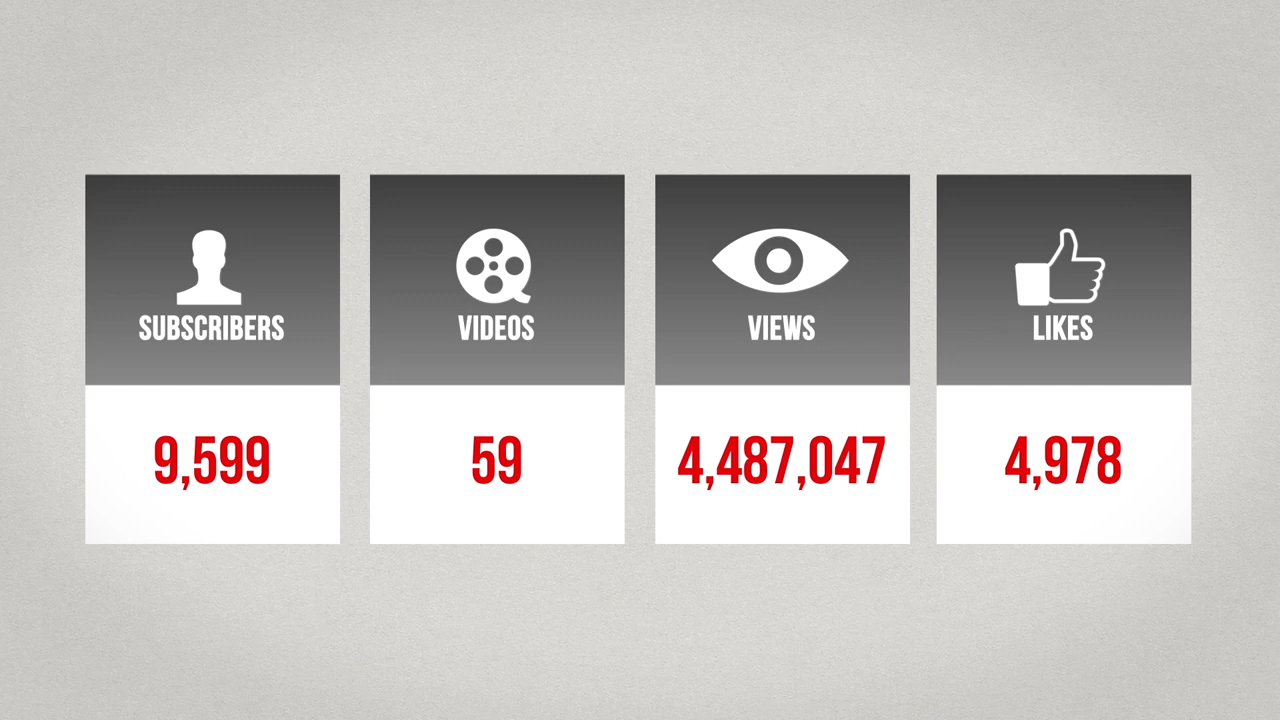 SUBSCRIBERS
VIDEOS
VIEWS
LIKES
9,599
59
4,487,047
4,978